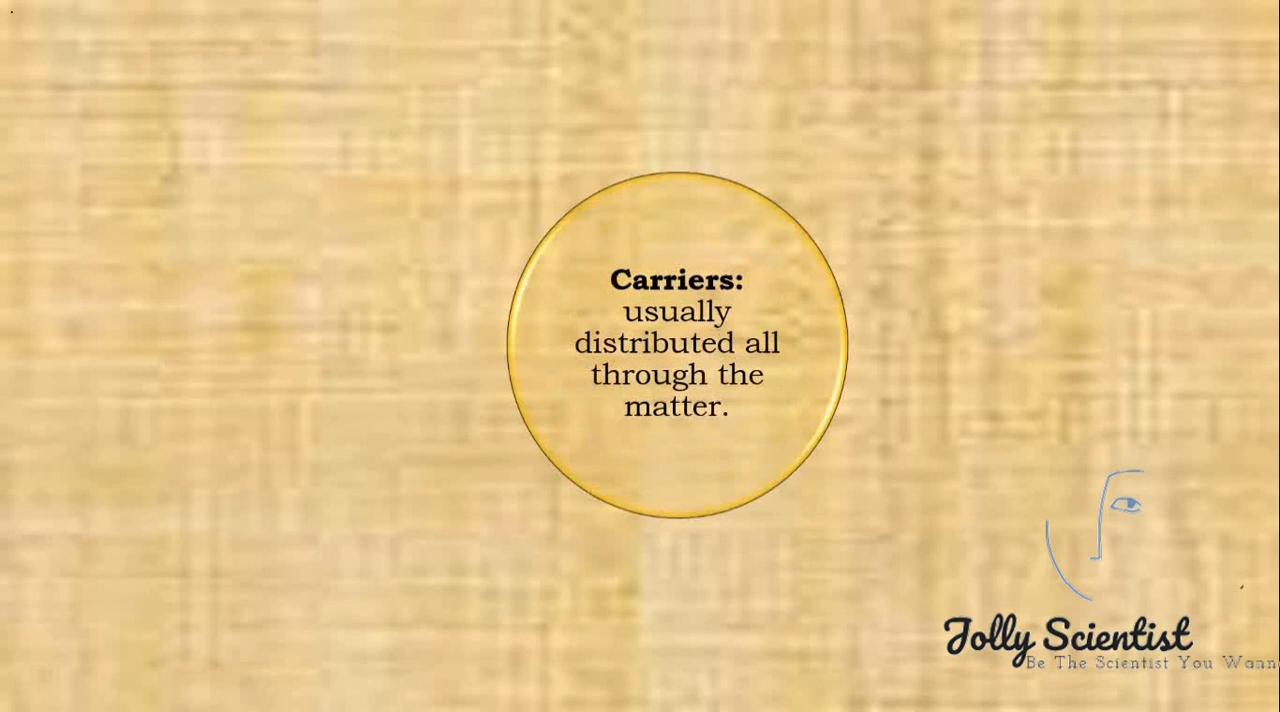 Carriers:
usually
distributed all
through the
matter.
Jolly Scientist
Be The Scientist You Wann